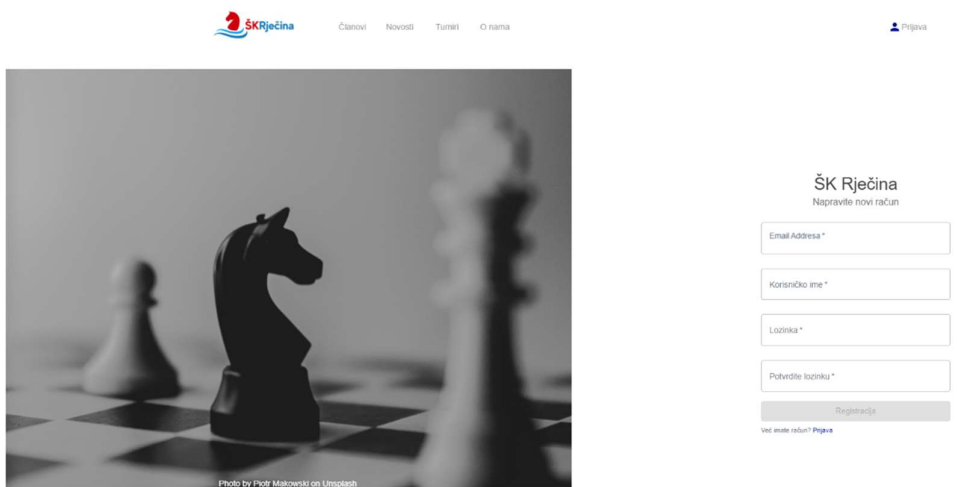 ŠKRječina
Članovi Novosti Turniri O nama
Prijava
ŠK Rječina
Napravite novi račun
Email Addresa *
Korisničko ime *
Lozinka *
Potvrdite lozinku *
Registracija
Već imate račun? Prijava
Photo by Piotr Makowski on Unsplash